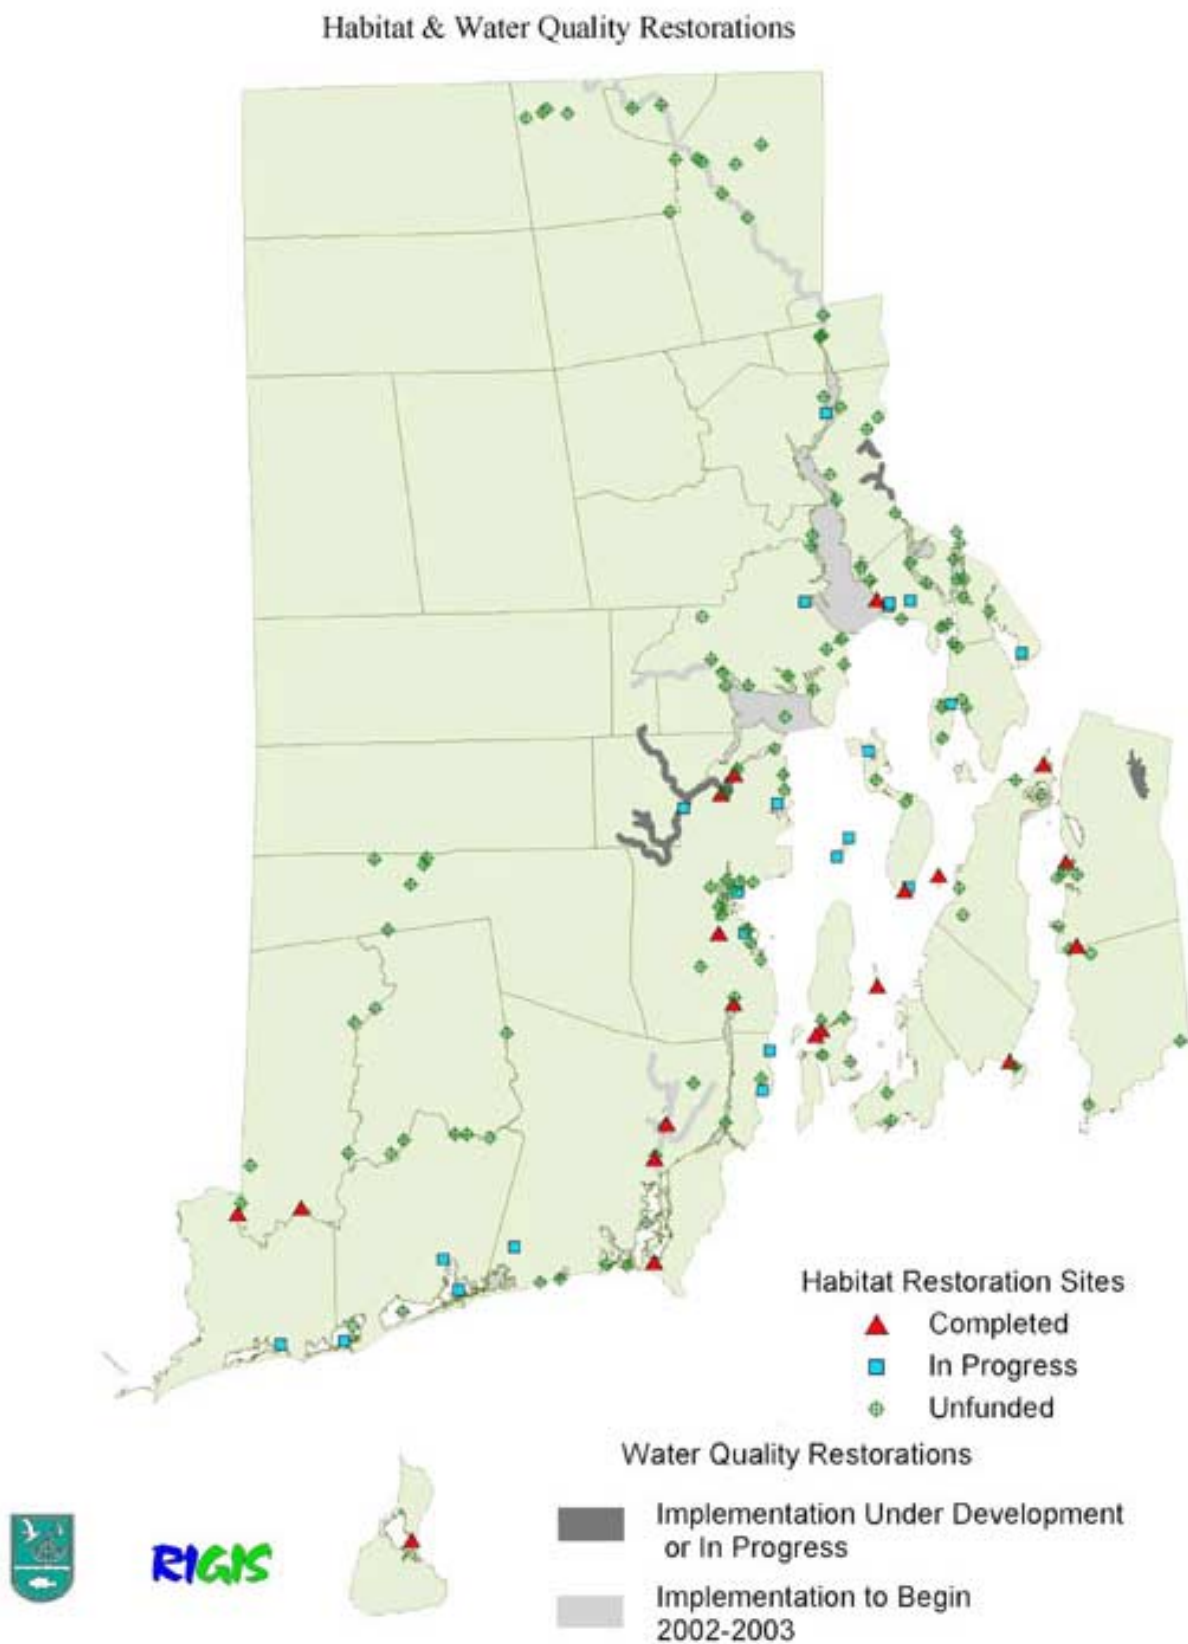 Habitat & Water Quality Restorations
Habitat Restoration Sites
Completed
In Progress
Unfunded
Water Quality Restorations
Implementation Under Development
or In Progress
Implementation to Begin
2002-2003
RIGIS